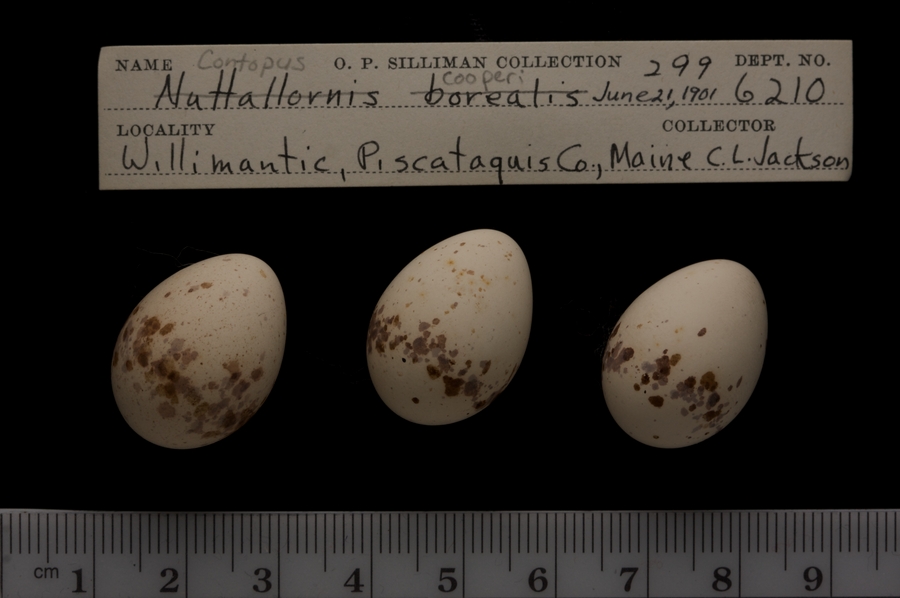 NAME Contopus O. P. SILLIMAN COLLECTION 299 DEPT. NO.
cooperi
Nuttallornis borealis June 21, 1901 6210
LOCALITY COLLECTOR
Willimantic, Piscataquis Co., Maine C. L. Jackson
cm 1 2 3 4 5 6 7 8 9